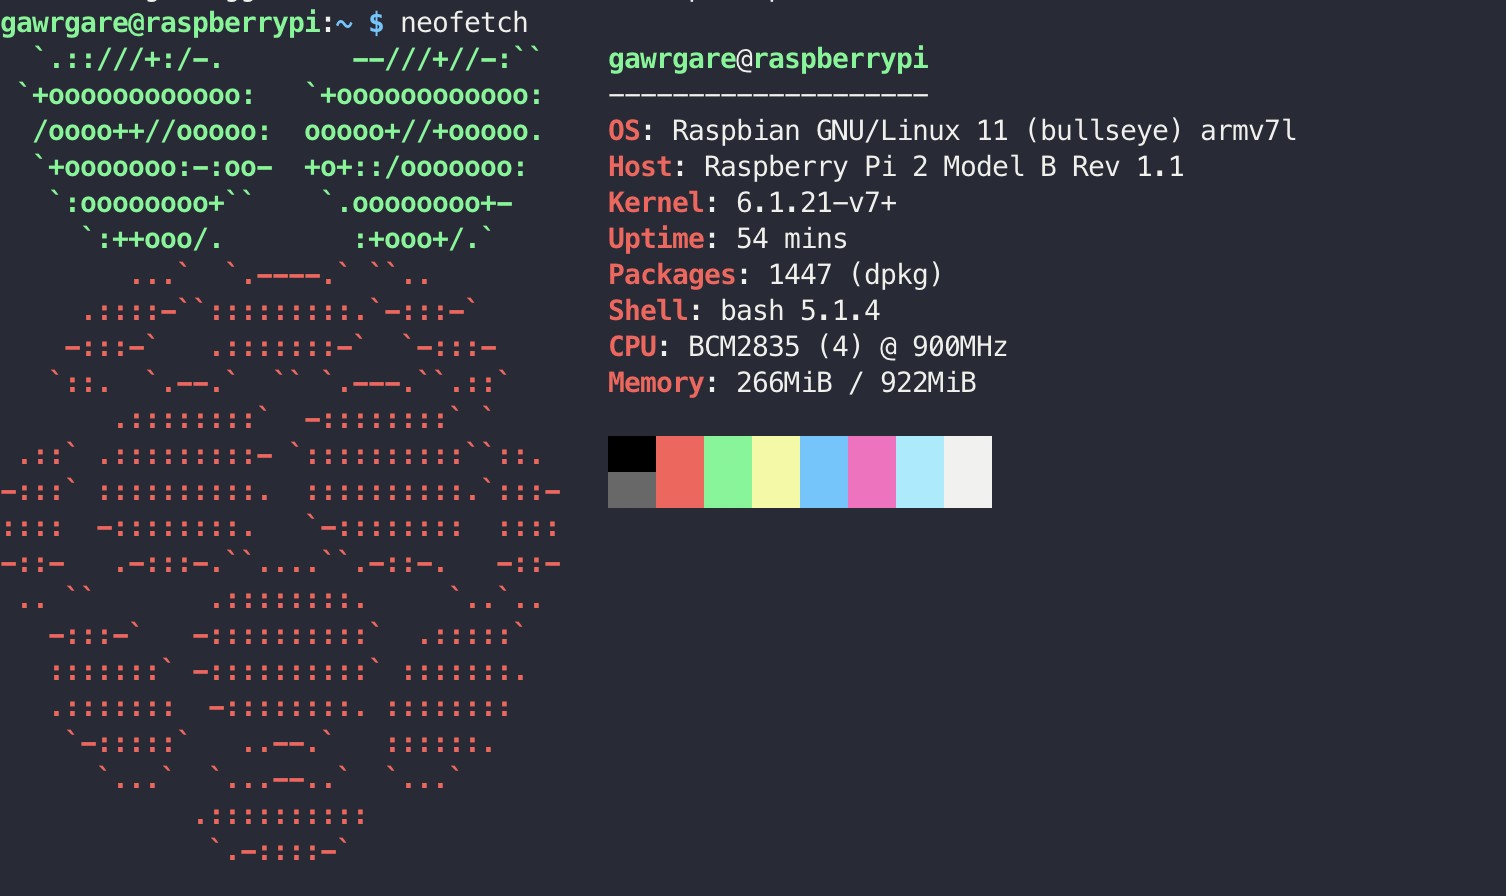 gawrgare@raspberrypi:~ $ neofetch
gawrgare@raspberrypi
--------------------
OS: Raspbian GNU/Linux 11 (bullseye) armv7l
Host: Raspberry Pi 2 Model B Rev 1.1
Kernel: 6.1.21-v7+
Uptime: 54 mins
Packages: 1447 (dpkg)
Shell: bash 5.1.4
CPU: BCM2835 (4) @ 900MHz
Memory: 266MiB / 922MiB